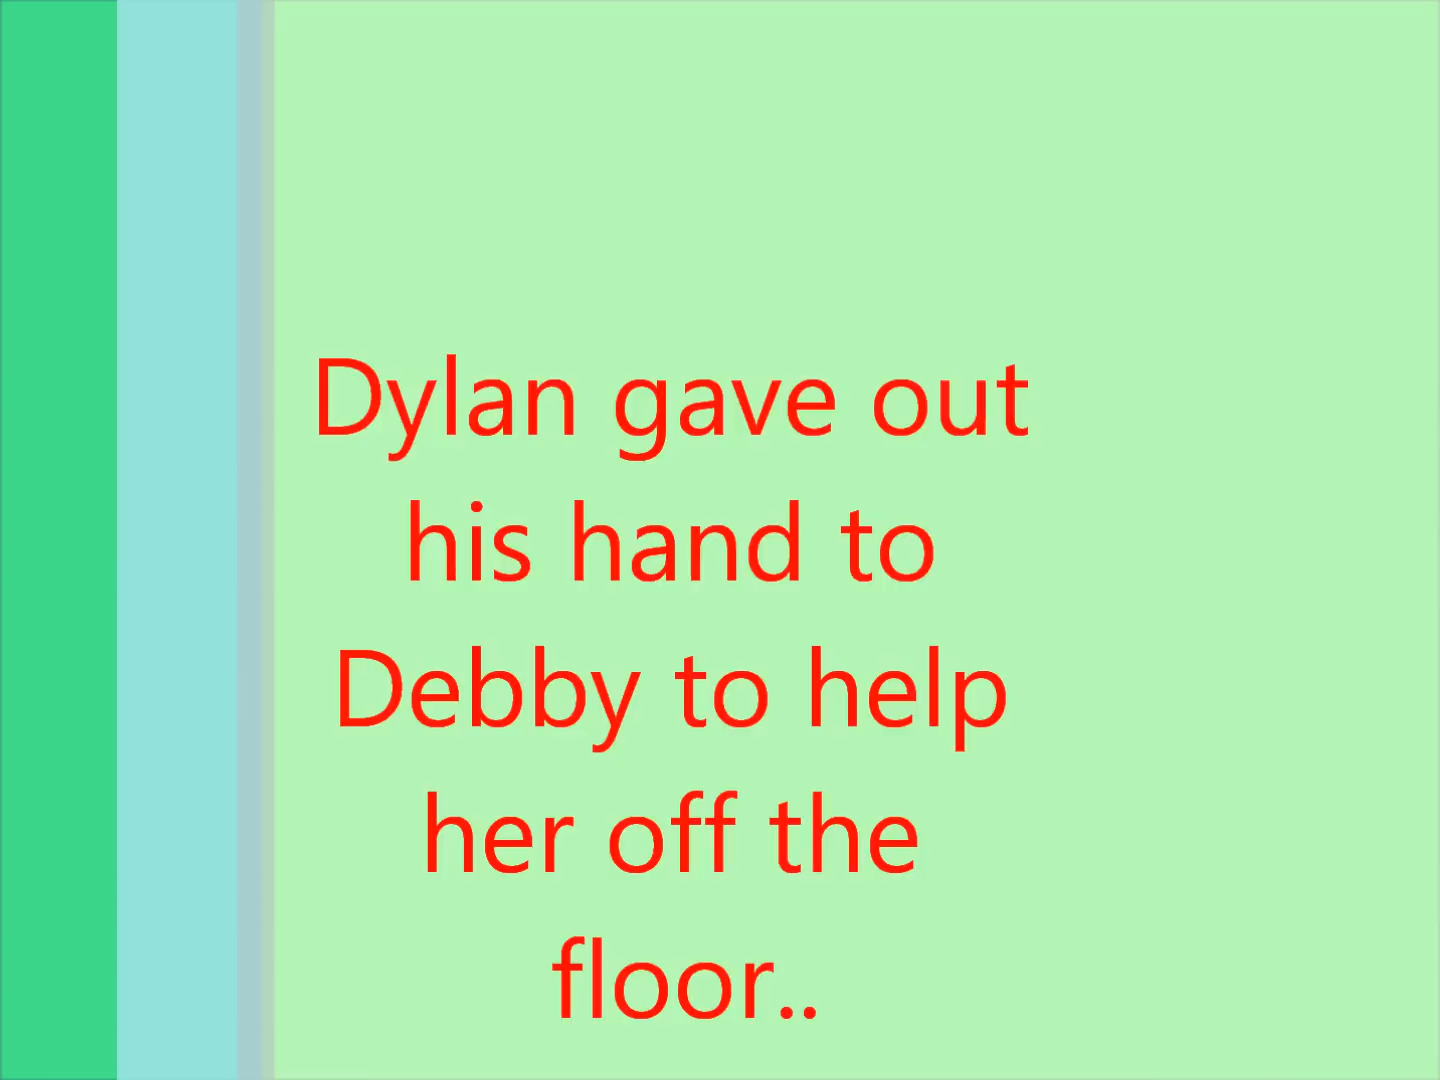 Dylan gave out
his hand to
Debby to help
her off the
floor..